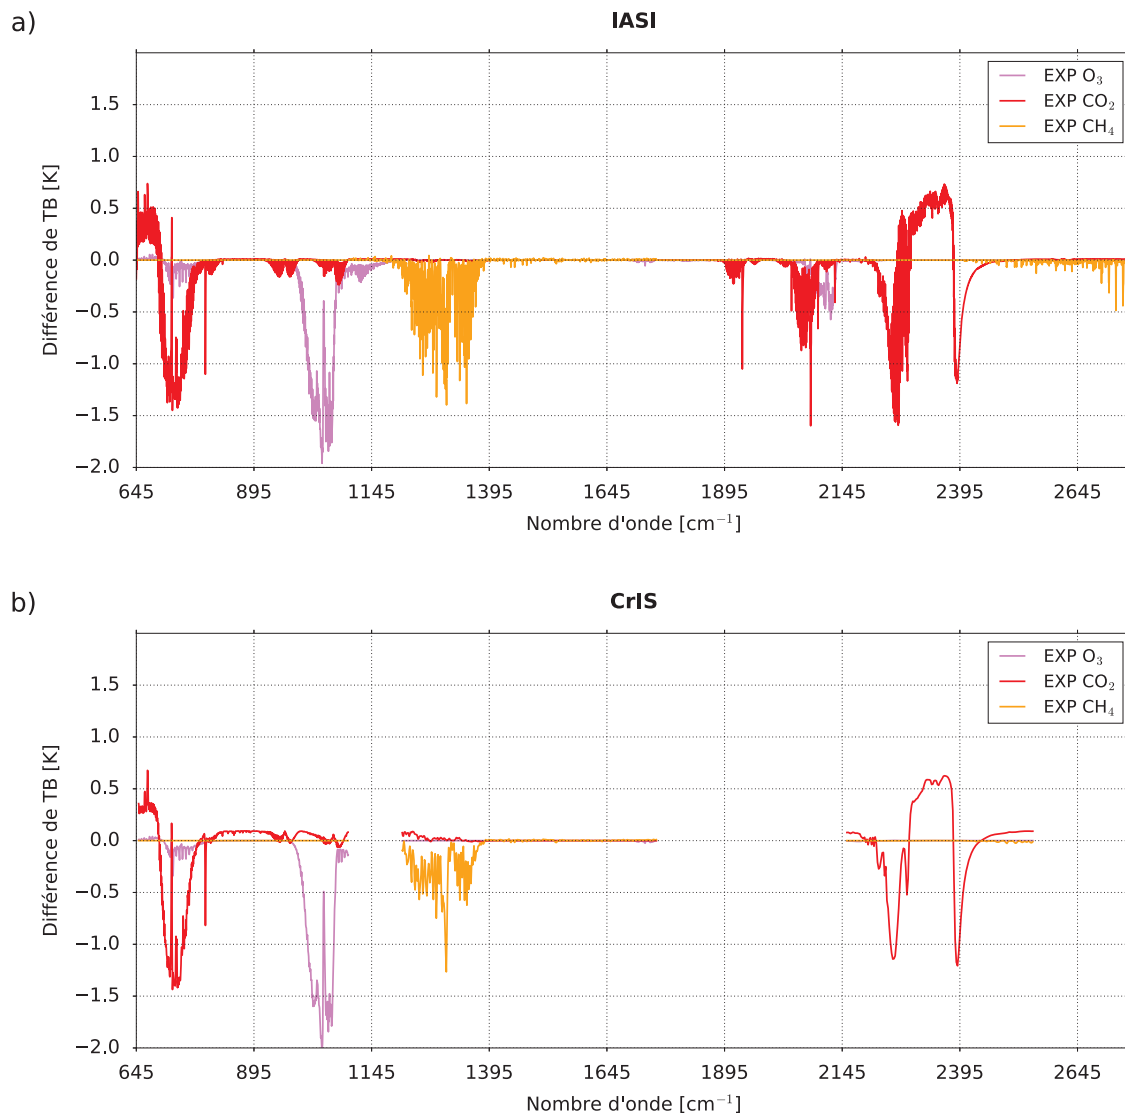 a)
IASI
EXP O₃
EXP CO₂
EXP CH₄
Différence de TB [K]
1.5
1.0
0.5
0.0
−0.5
−1.0
−1.5
−2.0
645 895 1145 1395 1645 1895 2145 2395 2645
Nombre d'onde [cm⁻¹]
b)
CrIS
EXP O₃
EXP CO₂
EXP CH₄
Différence de TB [K]
1.5
1.0
0.5
0.0
−0.5
−1.0
−1.5
−2.0
645 895 1145 1395 1645 1895 2145 2395 2645
Nombre d'onde [cm⁻¹]